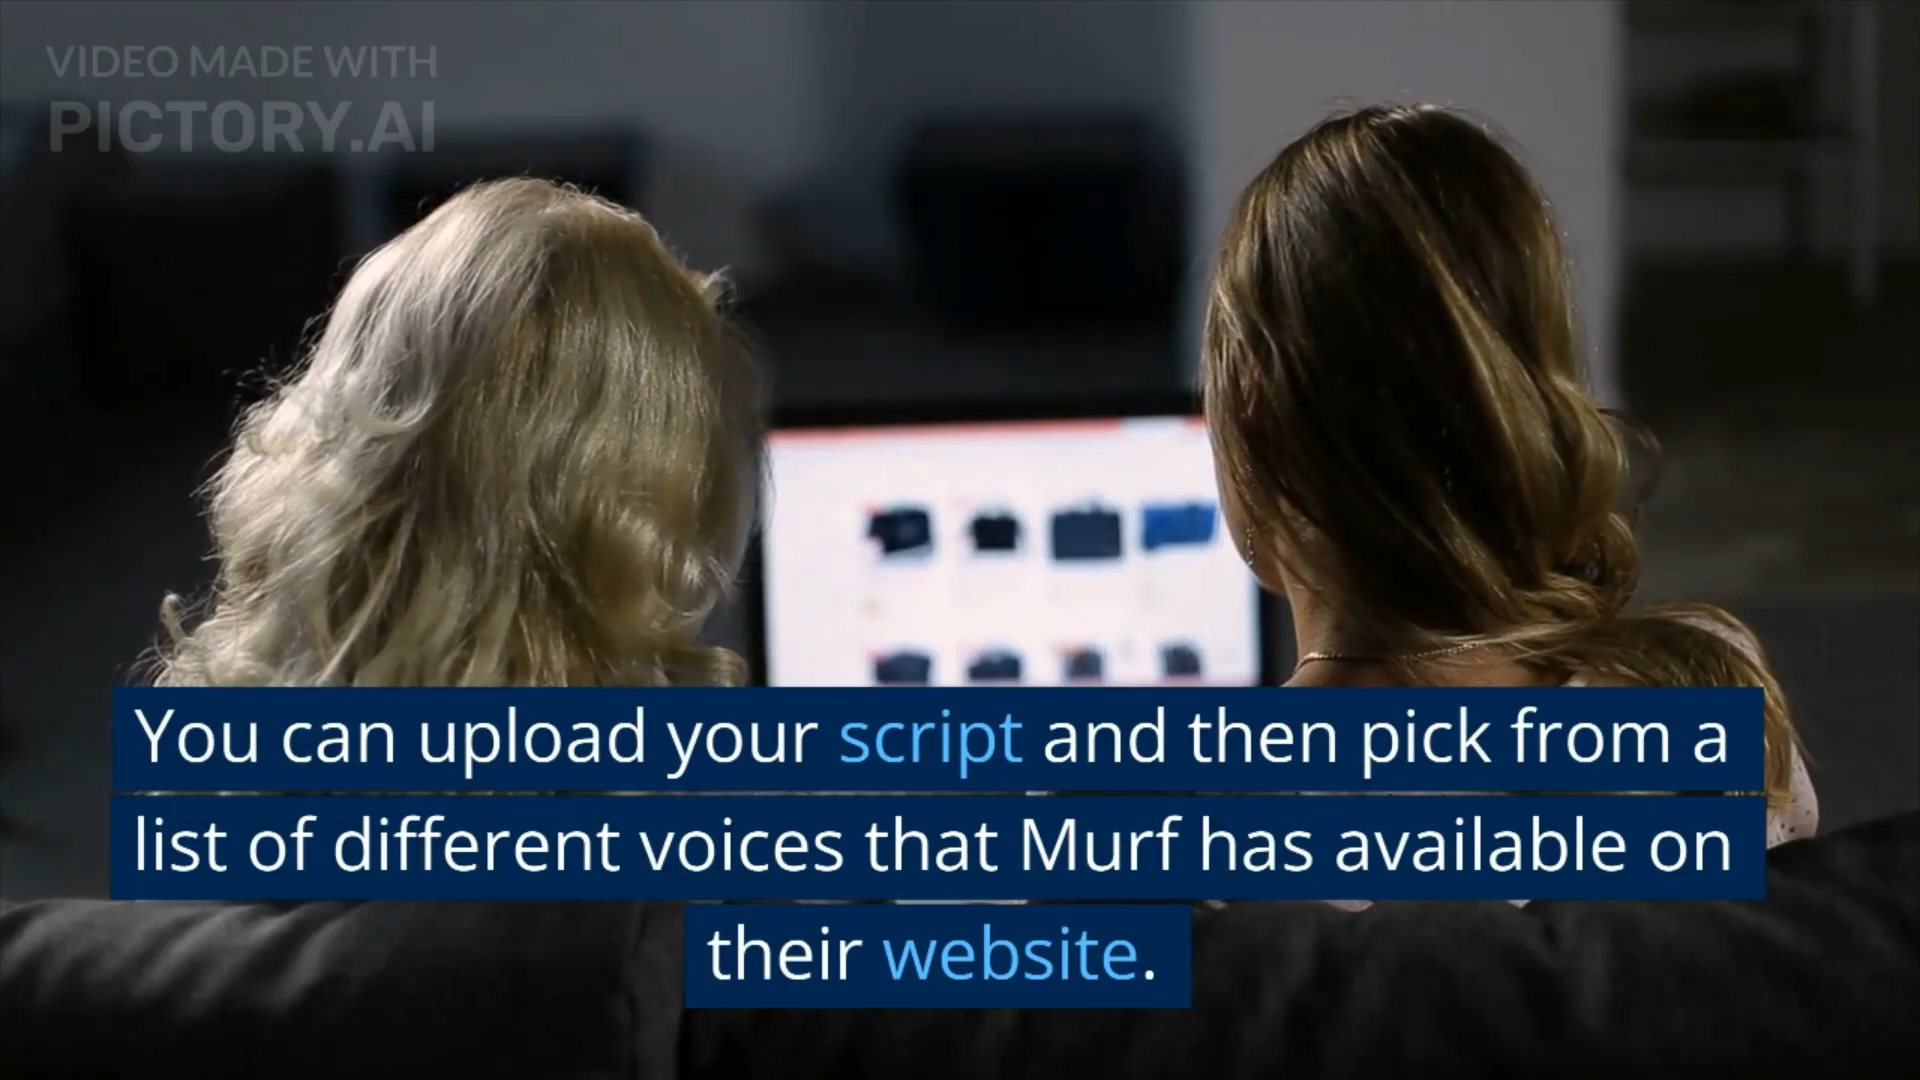 VIDEO MADE WITH
PICTORY.AI
You can upload your script and then pick from a
list of different voices that Murf has available on
their website.